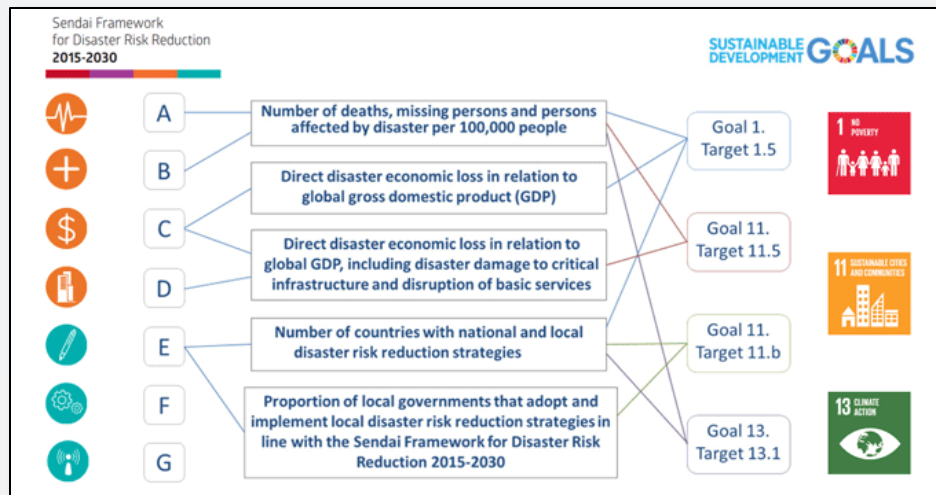 Sendai Framework
for Disaster Risk Reduction
2015-2030
SUSTAINABLE
DEVELOPMENT
GOALS
A
B
C
D
E
F
G
$
Number of deaths, missing persons and persons
affected by disaster per 100,000 people
Direct disaster economic loss in relation to
global gross domestic product (GDP)
Direct disaster economic loss in relation to
global GDP, including disaster damage to critical
infrastructure and disruption of basic services
Number of countries with national and local
disaster risk reduction strategies
Proportion of local governments that adopt and
implement local disaster risk reduction strategies in
line with the Sendai Framework for Disaster Risk
Reduction 2015-2030
Goal 1.
Target 1.5
Goal 11.
Target 11.5
Goal 11.
Target 11.b
Goal 13.
Target 13.1
1 NO
POVERTY
11 SUSTAINABLE CITIES
AND COMMUNITIES
13 CLIMATE
ACTION